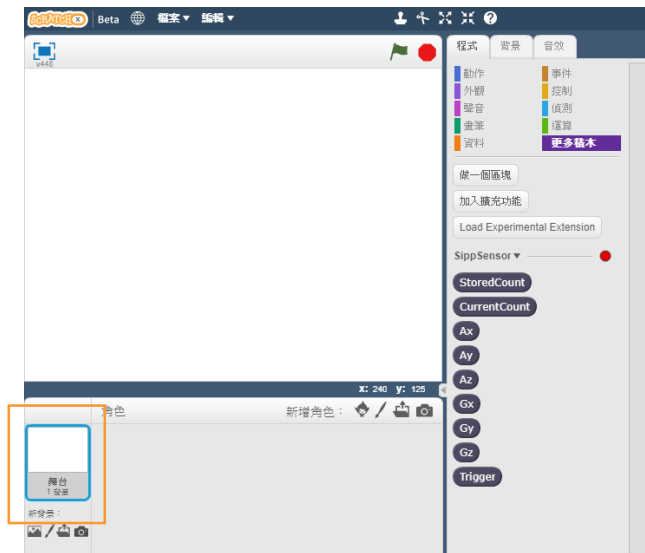 SCRATCHX Beta 檔案▼ 編輯▼
v448
程式 背景 音效
動作 事件
外觀 控制
聲音 偵測
畫筆 運算
資料 更多積木
做一個區塊
加入擴充功能
Load Experimental Extension
SippSensor▼
StoredCount
CurrentCount
Ax
Ay
Az
Gx
Gy
Gz
Trigger
x: 240 y: 125
角色 新增角色：
舞台
1 背景
新背景：